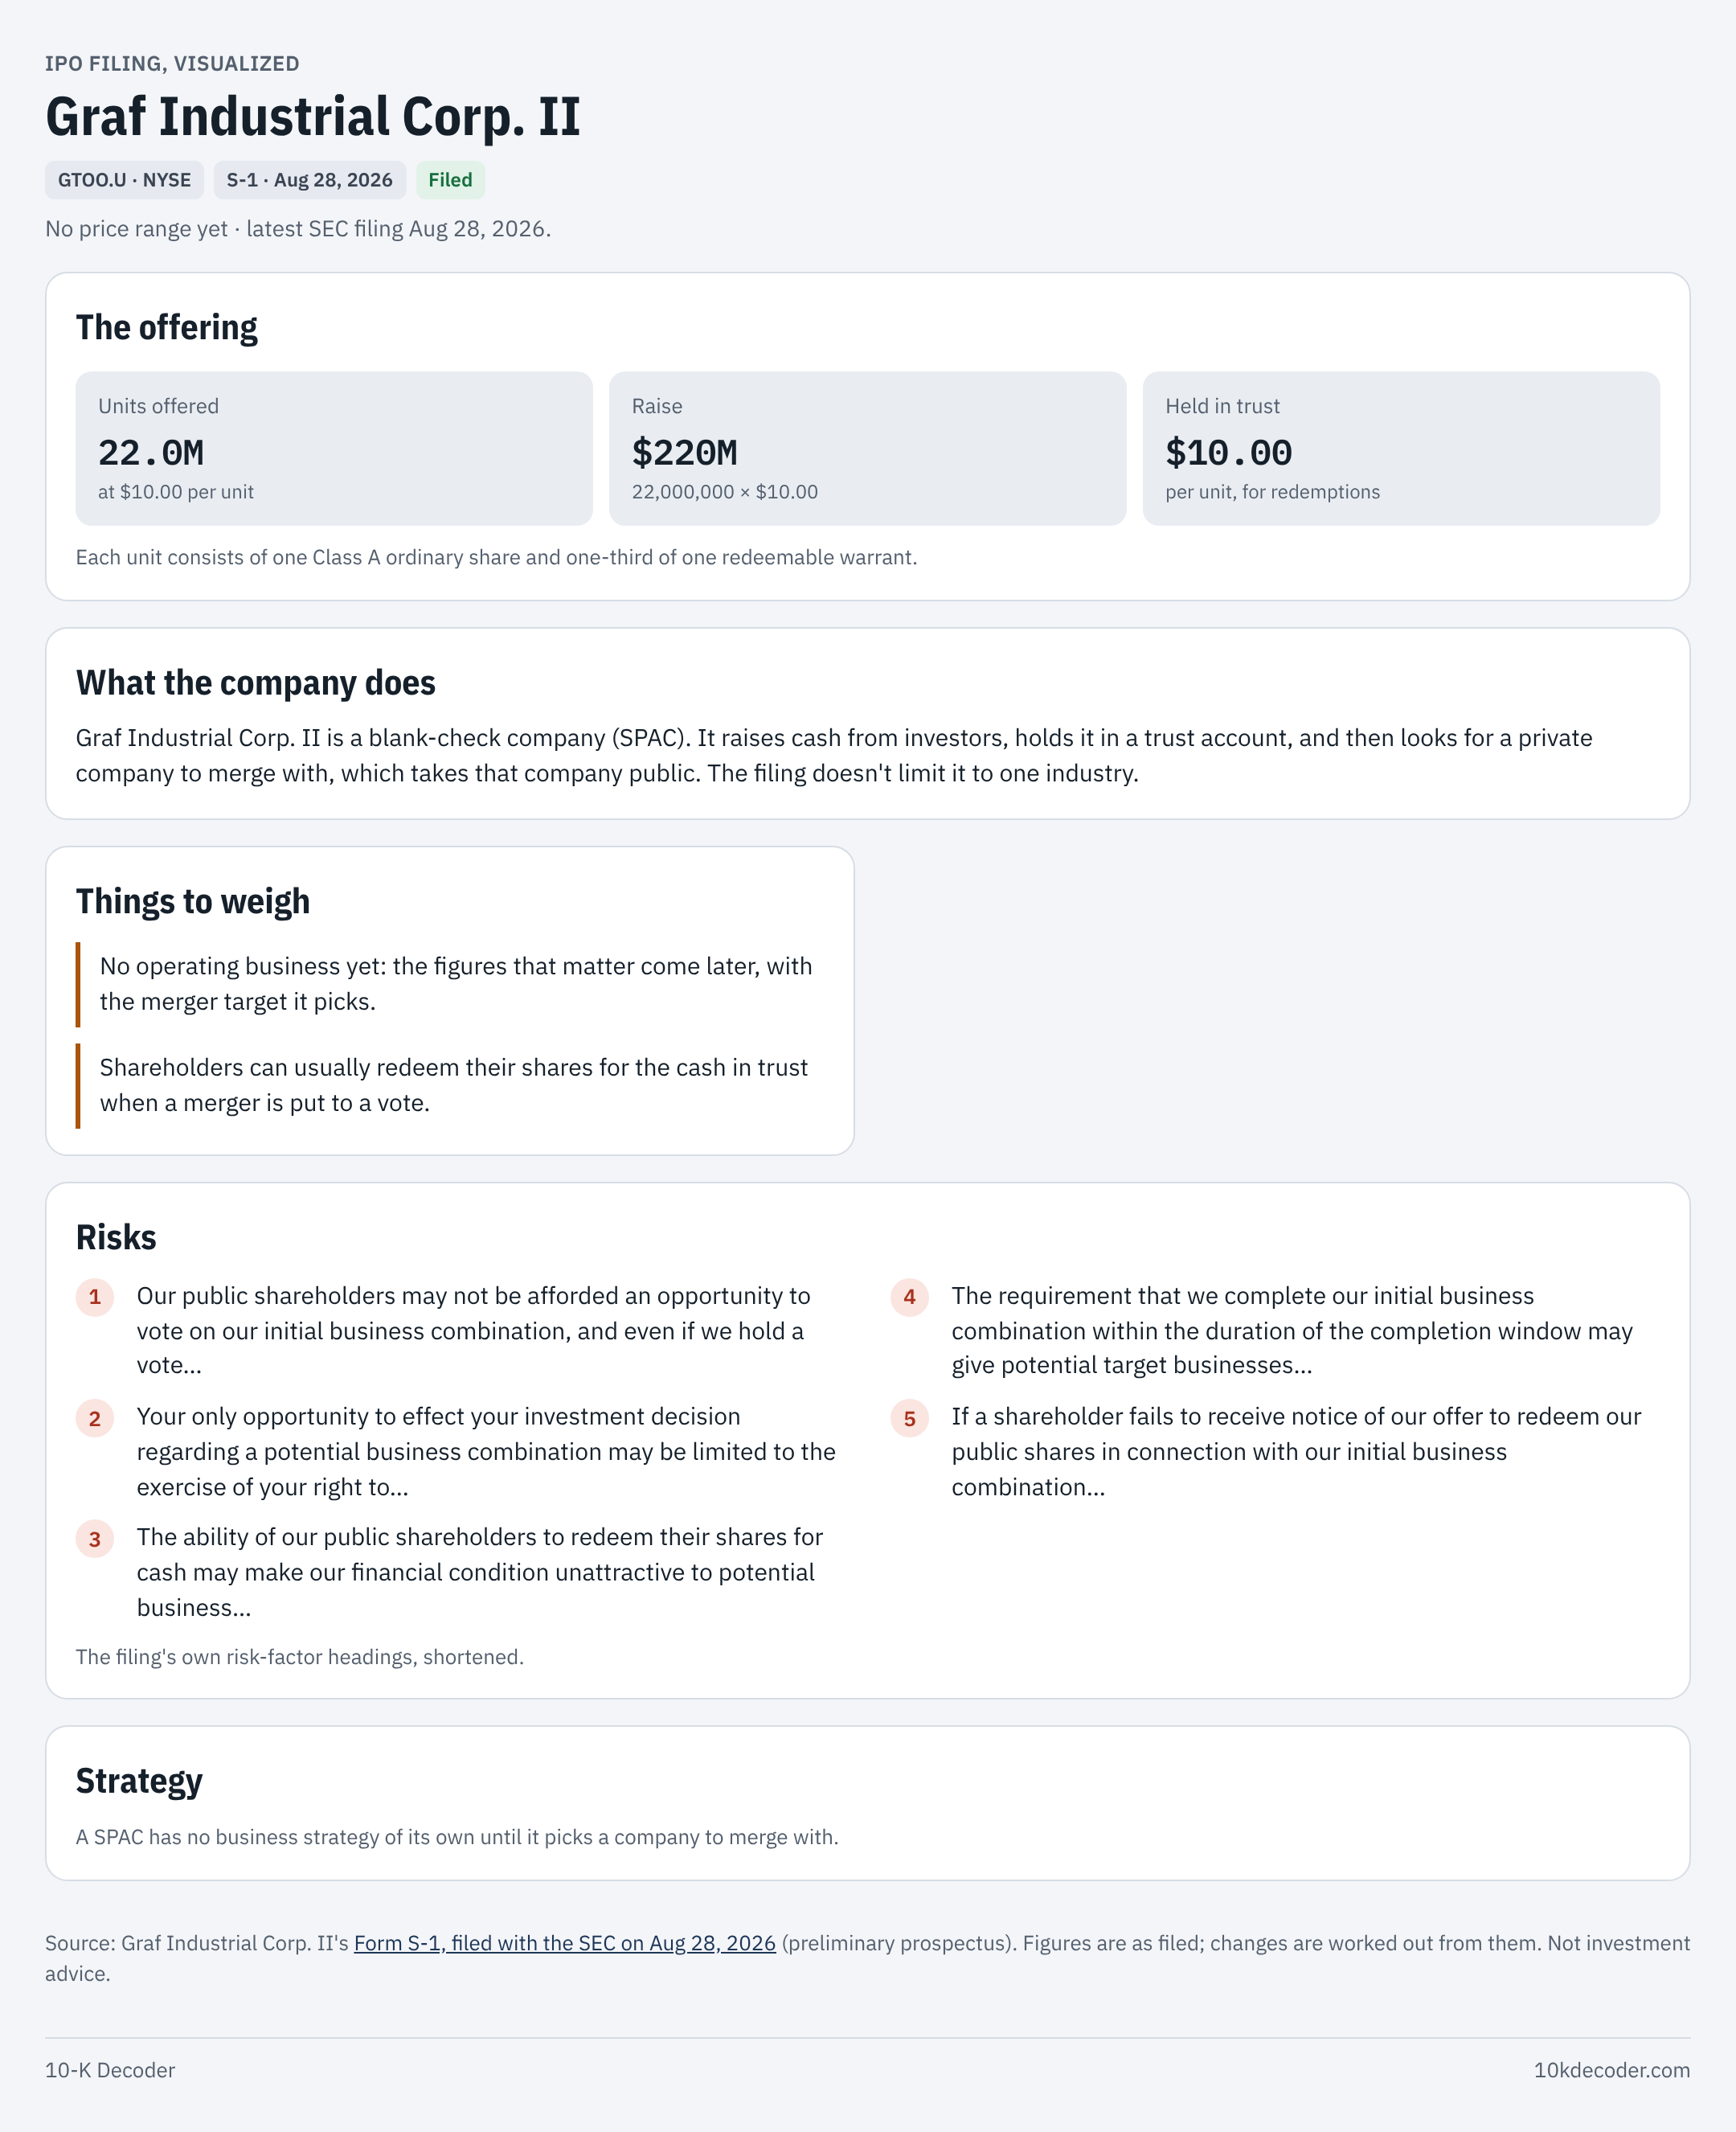 IPO FILING, VISUALIZED
Graf Industrial Corp. II
GTOO.U · NYSE
S-1 · Aug 28, 2026
Filed
No price range yet · latest SEC filing Aug 28, 2026.
The offering
Units offered
22.0M
at $10.00 per unit
Raise
$220M
22,000,000 × $10.00
Held in trust
$10.00
per unit, for redemptions
Each unit consists of one Class A ordinary share and one-third of one redeemable warrant.
What the company does
Graf Industrial Corp. II is a blank-check company (SPAC). It raises cash from investors, holds it in a trust account, and then looks for a private
company to merge with, which takes that company public. The filing doesn't limit it to one industry.
Things to weigh
No operating business yet: the figures that matter come later, with
the merger target it picks.
Shareholders can usually redeem their shares for the cash in trust
when a merger is put to a vote.
Risks
1
Our public shareholders may not be afforded an opportunity to
vote on our initial business combination, and even if we hold a
vote…
2
Your only opportunity to effect your investment decision
regarding a potential business combination may be limited to the
exercise of your right to…
3
The ability of our public shareholders to redeem their shares for
cash may make our financial condition unattractive to potential
business…
4
The requirement that we complete our initial business
combination within the duration of the completion window may
give potential target businesses…
5
If a shareholder fails to receive notice of our offer to redeem our
public shares in connection with our initial business
combination…
The filing's own risk-factor headings, shortened.
Strategy
A SPAC has no business strategy of its own until it picks a company to merge with.
Source: Graf Industrial Corp. II's Form S-1, filed with the SEC on Aug 28, 2026 (preliminary prospectus). Figures are as filed; changes are worked out from them. Not investment
advice.
10-K Decoder
10kdecoder.com